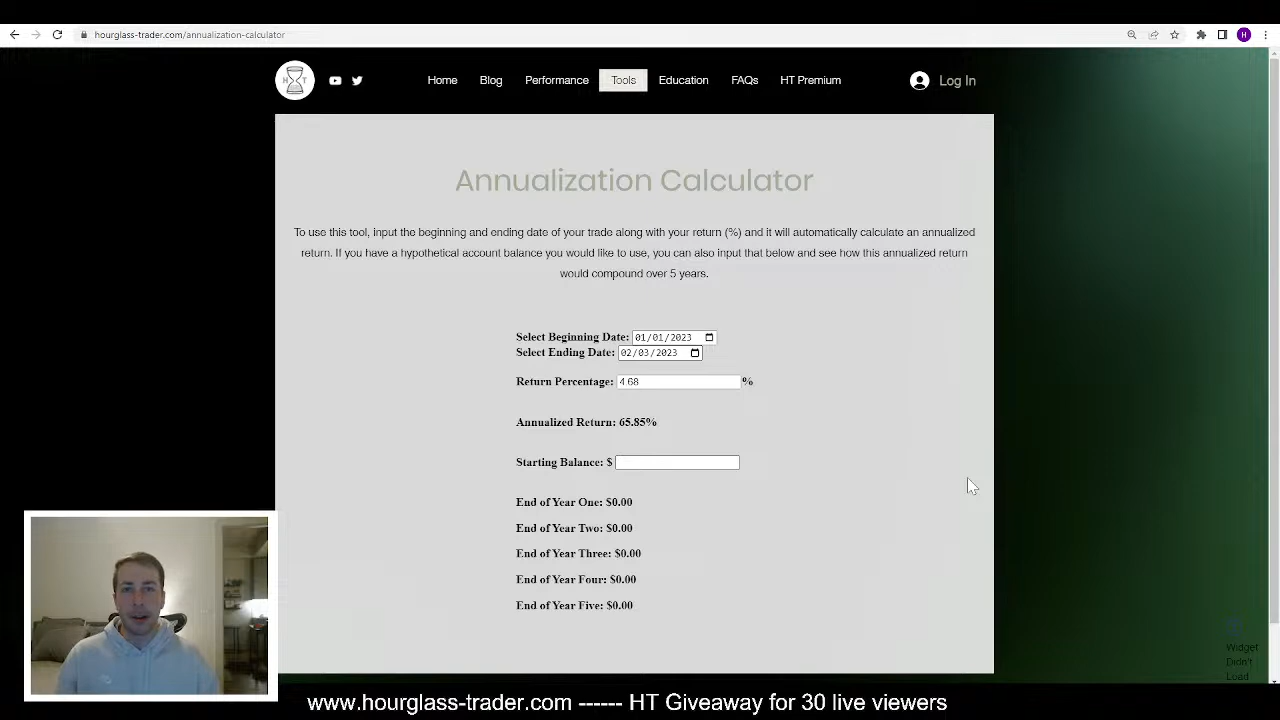 hourglass-trader.com/annualization-calculator
H
H T
Home Blog Performance Tools Education FAQs HT Premium Log In
Annualization Calculator
To use this tool, input the beginning and ending date of your trade along with your return (%) and it will automatically calculate an annualized
return. If you have a hypothetical account balance you would like to use, you can also input that below and see how this annualized return
would compound over 5 years.
Select Beginning Date: 01/01/2023
Select Ending Date: 02/03/2023
Return Percentage: 4.68 %
Annualized Return: 65.85%
Starting Balance: $
End of Year One: $0.00
End of Year Two: $0.00
End of Year Three: $0.00
End of Year Four: $0.00
End of Year Five: $0.00
Widget
Didn't
Load
www.hourglass-trader.com ------ HT Giveaway for 30 live viewers